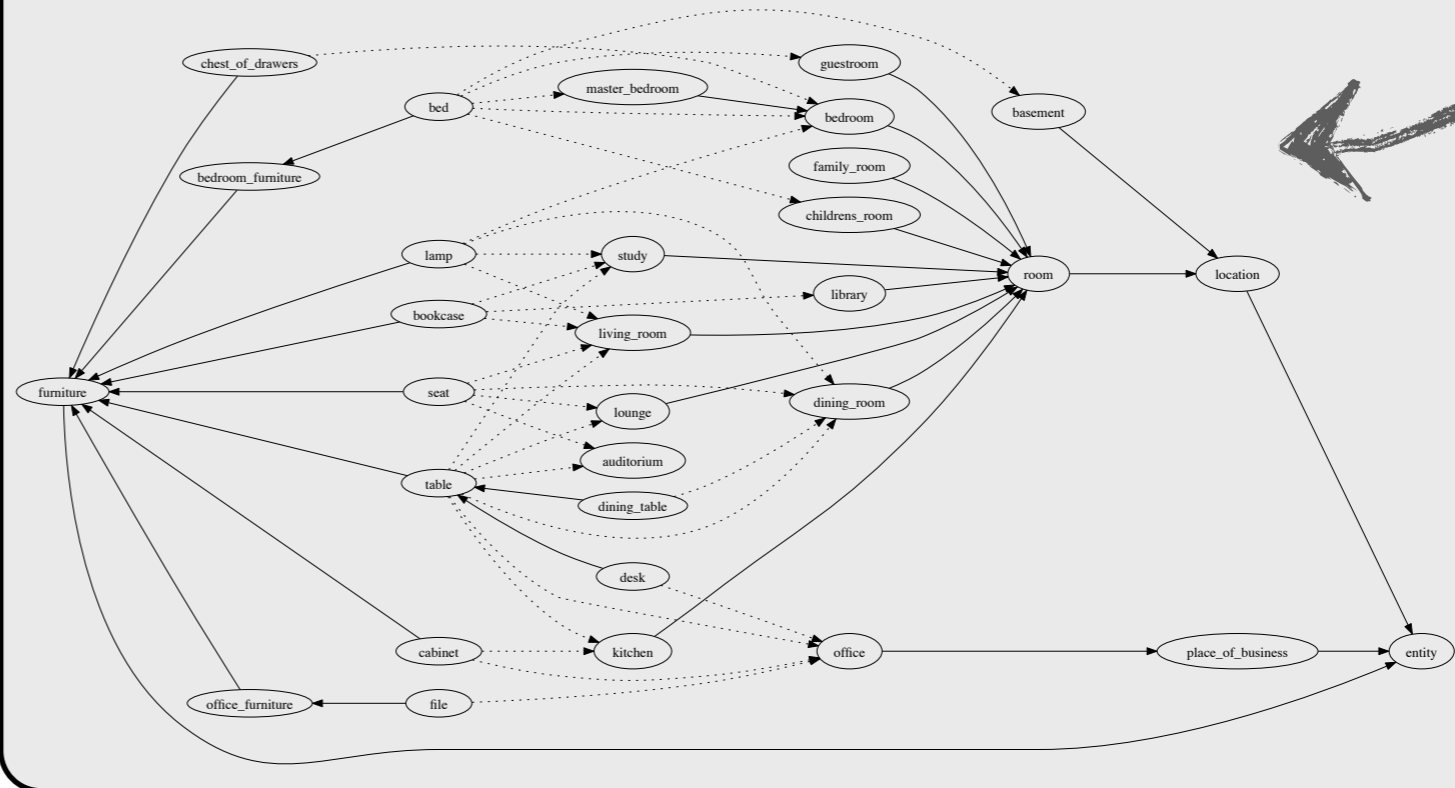 chest_of_drawers
guestroom
master_bedroom
bed
basement
bedroom
family_room
bedroom_furniture
childrens_room
lamp
study
room
location
library
bookcase
living_room
furniture
seat
dining_room
lounge
auditorium
table
dining_table
desk
cabinet
kitchen
office
place_of_business
entity
office_furniture
file